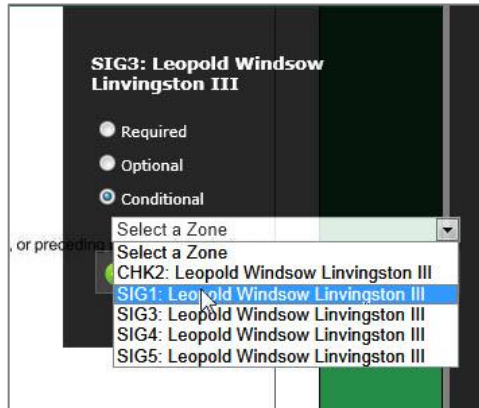 SIG3: Leopold Windsow
Linvingston III
Required
Optional
Conditional
Select a Zone
, or preceding
Select a Zone
CHK2: Leopold Windsow Linvingston III
SIG1: Leopold Windsow Linvingston III
SIG3: Leopold Windsow Linvingston III
SIG4: Leopold Windsow Linvingston III
SIG5: Leopold Windsow Linvingston III